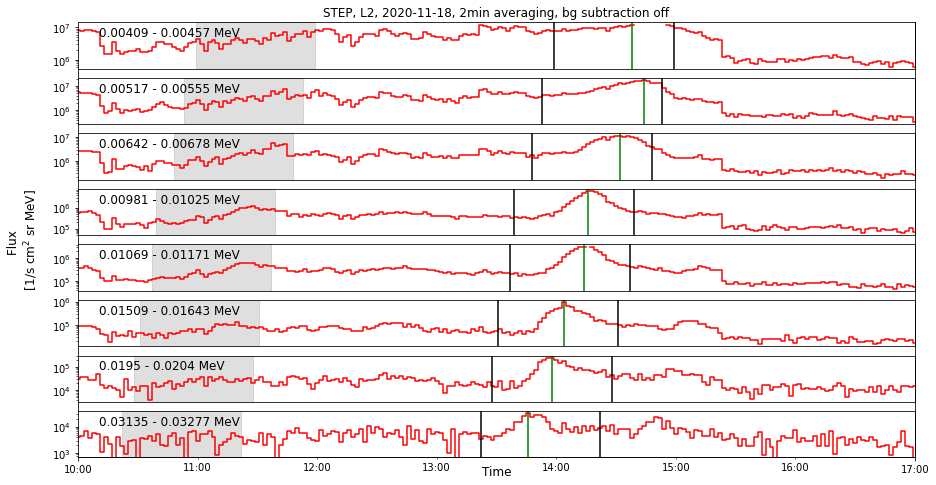 STEP, L2, 2020-11-18, 2min averaging, bg subtraction off
10^7
0.00409 - 0.00457 MeV
10^6
10^7
0.00517 - 0.00555 MeV
10^6
10^7
0.00642 - 0.00678 MeV
10^6
0.00981 - 0.01025 MeV
10^6
10^5
0.01069 - 0.01171 MeV
10^6
10^5
10^6
0.01509 - 0.01643 MeV
10^5
0.0195 - 0.0204 MeV
10^5
10^4
0.03135 - 0.03277 MeV
10^4
10^3
Flux
[1/s cm^2 sr MeV]
10:00 11:00 12:00 13:00 14:00 15:00 16:00 17:00
Time